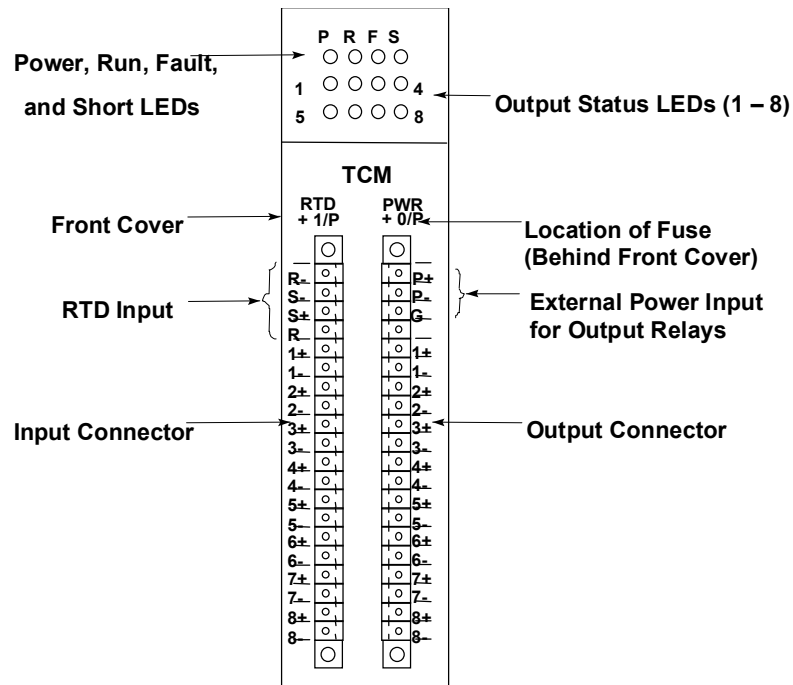 P R F S
Power, Run, Fault,
and Short LEDs
1 4
5 8
Output Status LEDs (1 – 8)
TCM
RTD PWR
+ 1/P + 0/P
Front Cover
Location of Fuse
(Behind Front Cover)
R- P+
S- P-
S+ G
R
RTD Input
External Power Input
for Output Relays
1+ 1+
1- 1-
2+ 2+
2- 2-
3+ 3+
Input Connector
Output Connector
3- 3-
4+ 4+
4- 4-
5+ 5+
5- 5-
6+ 6+
6- 6-
7+ 7+
7- 7-
8+ 8+
8- 8-